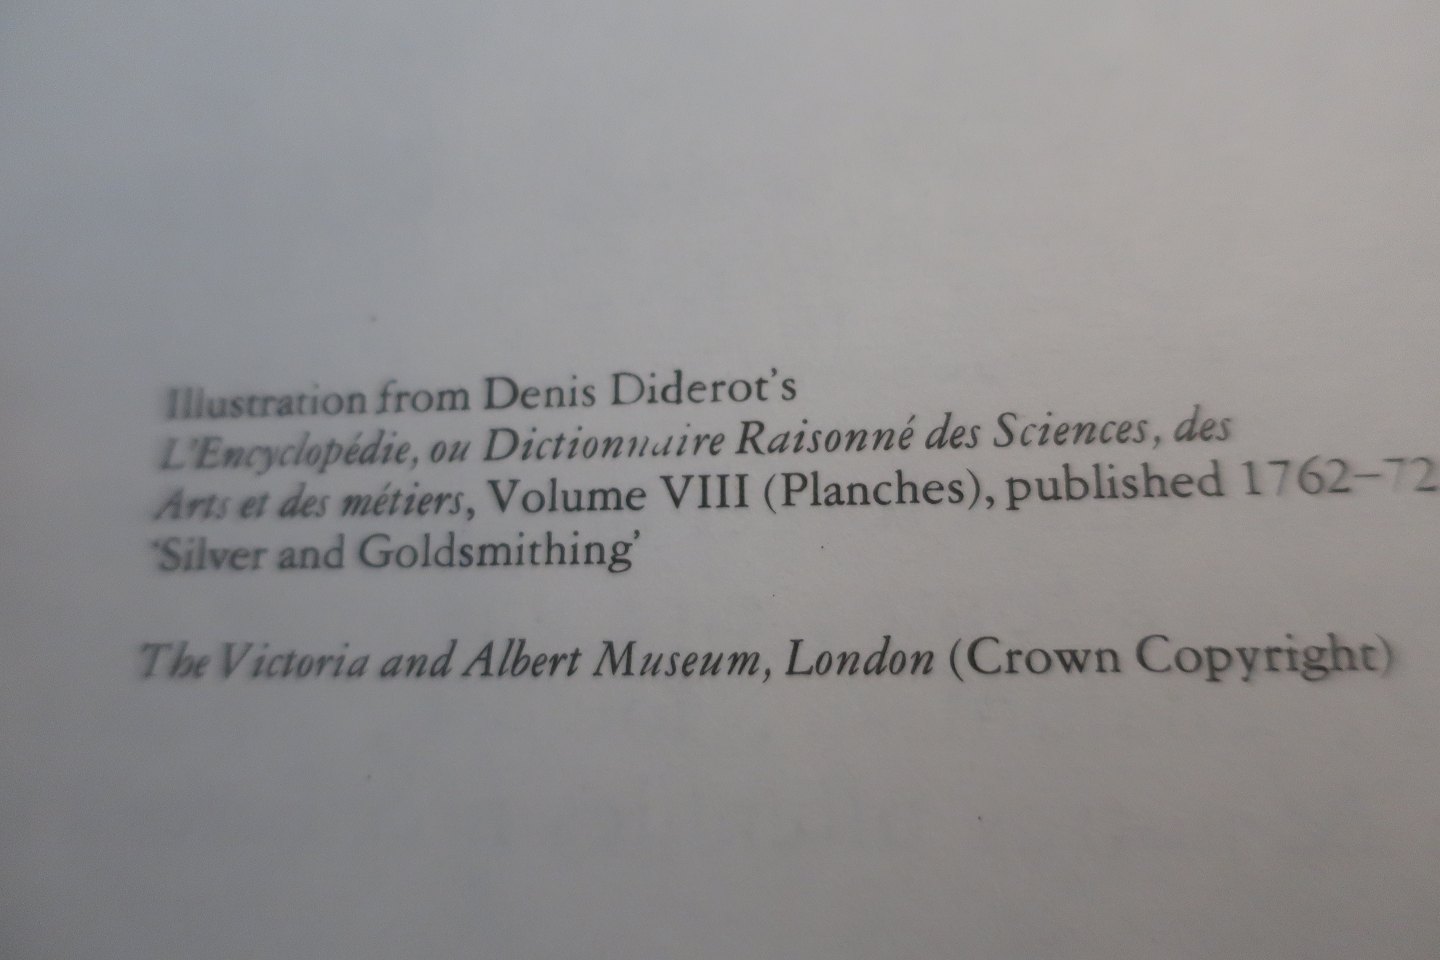 Illustration from Denis Diderot's
L'Encyclopédie, ou Dictionnaire Raisonné des Sciences, des
Arts et des métiers, Volume VIII (Planches), published 1762–72
'Silver and Goldsmithing'
The Victoria and Albert Museum, London (Crown Copyright)